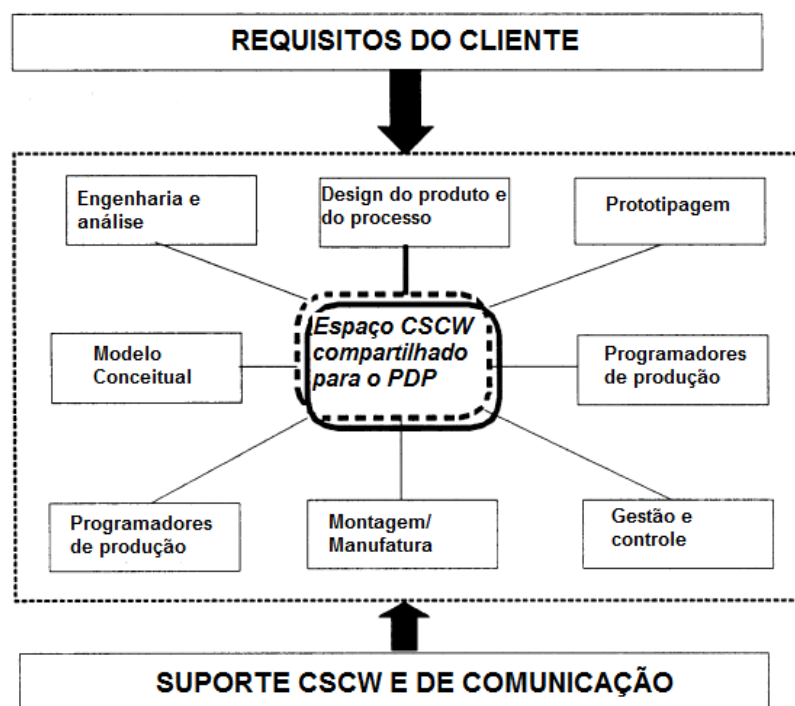 REQUISITOS DO CLIENTE
Engenharia e
análise
Design do produto e
do processo
Prototipagem
Espaço CSCW
compartilhado
para o PDP
Modelo
Conceitual
Programadores
de produção
Programadores
de produção
Montagem/
Manufatura
Gestão e
controle
SUPORTE CSCW E DE COMUNICAÇÃO